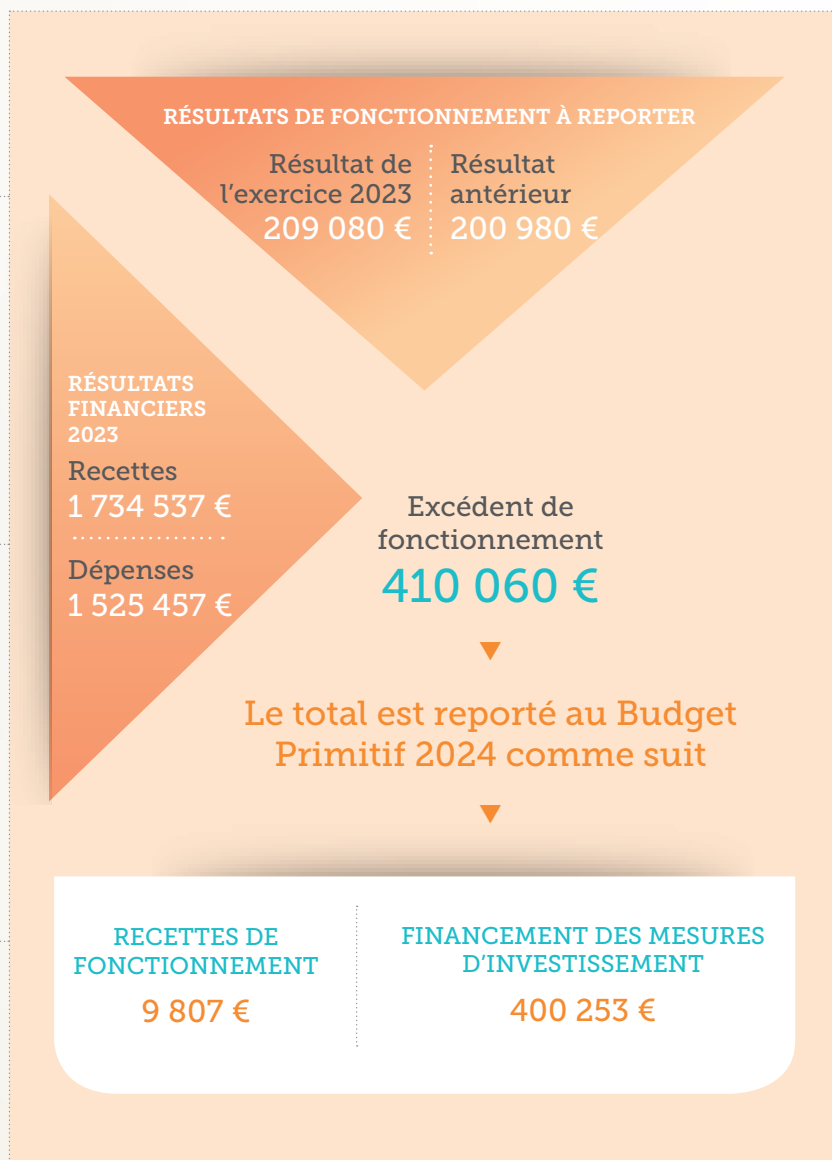 RÉSULTATS DE FONCTIONNEMENT À REPORTER
Résultat de
l’exercice 2023
209 080 €
Résultat
antérieur
200 980 €
RÉSULTATS
FINANCIERS
2023
Recettes
1 734 537 €
Dépenses
1 525 457 €
Excédent de
fonctionnement
410 060 €
Le total est reporté au Budget
Primitif 2024 comme suit
RECETTES DE
FONCTIONNEMENT
9 807 €
FINANCEMENT DES MESURES
D'INVESTISSEMENT
400 253 €